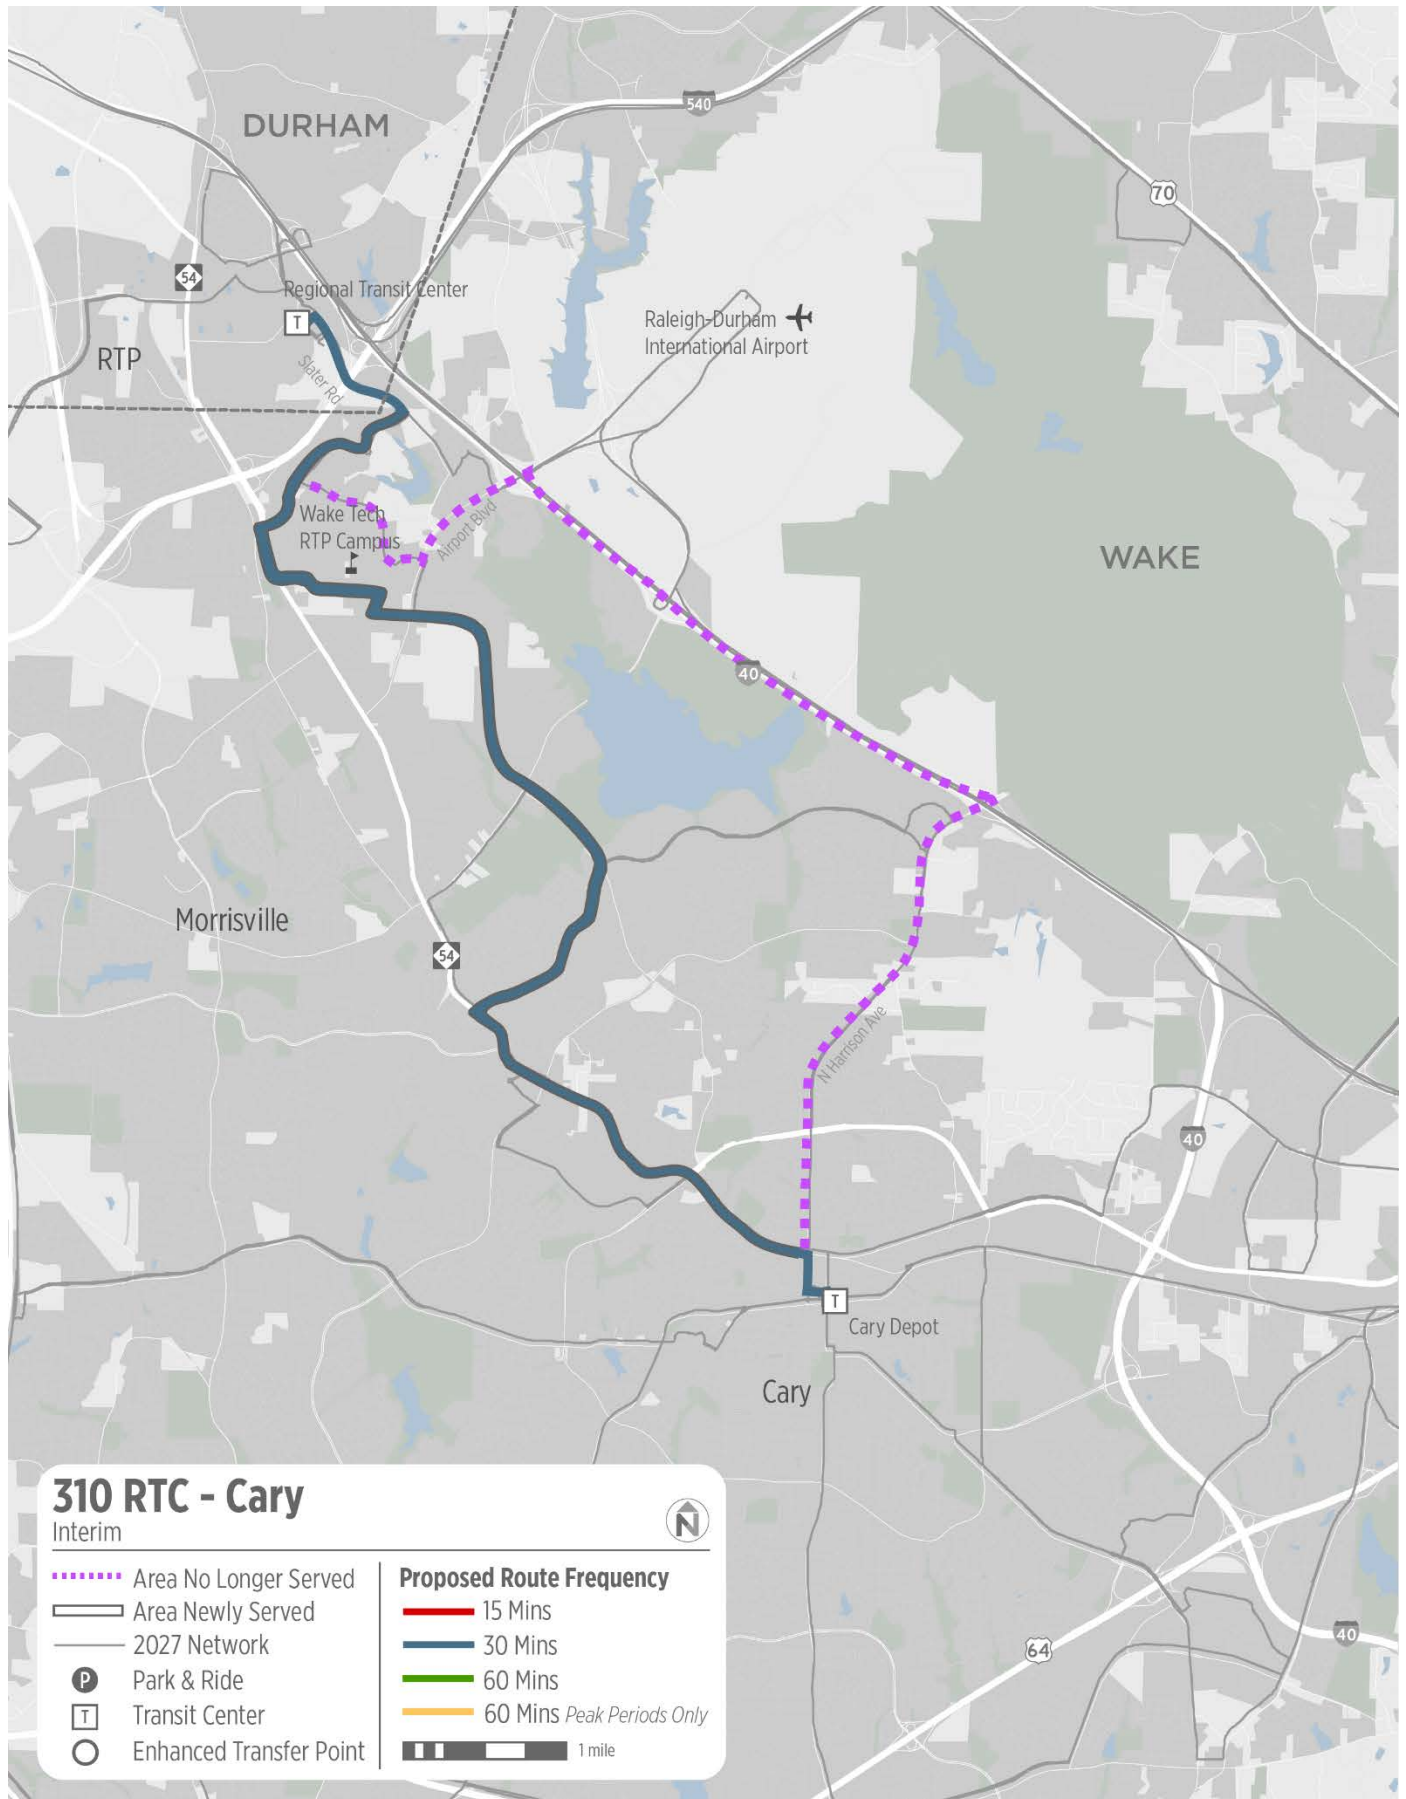 DURHAM
540
70
54
Regional Transit Center
T
Raleigh-Durham
International Airport
RTP
Slater Rd
Wake Tech
RTP Campus
Airport Blvd
WAKE
40
Morrisville
54
N Harrison Ave
40
T
Cary Depot
Cary
310 RTC - Cary
Interim
N
Area No Longer Served
Area Newly Served
2027 Network
P Park & Ride
T Transit Center
Enhanced Transfer Point
Proposed Route Frequency
15 Mins
30 Mins
60 Mins
60 Mins Peak Periods Only
1 mile
64
40